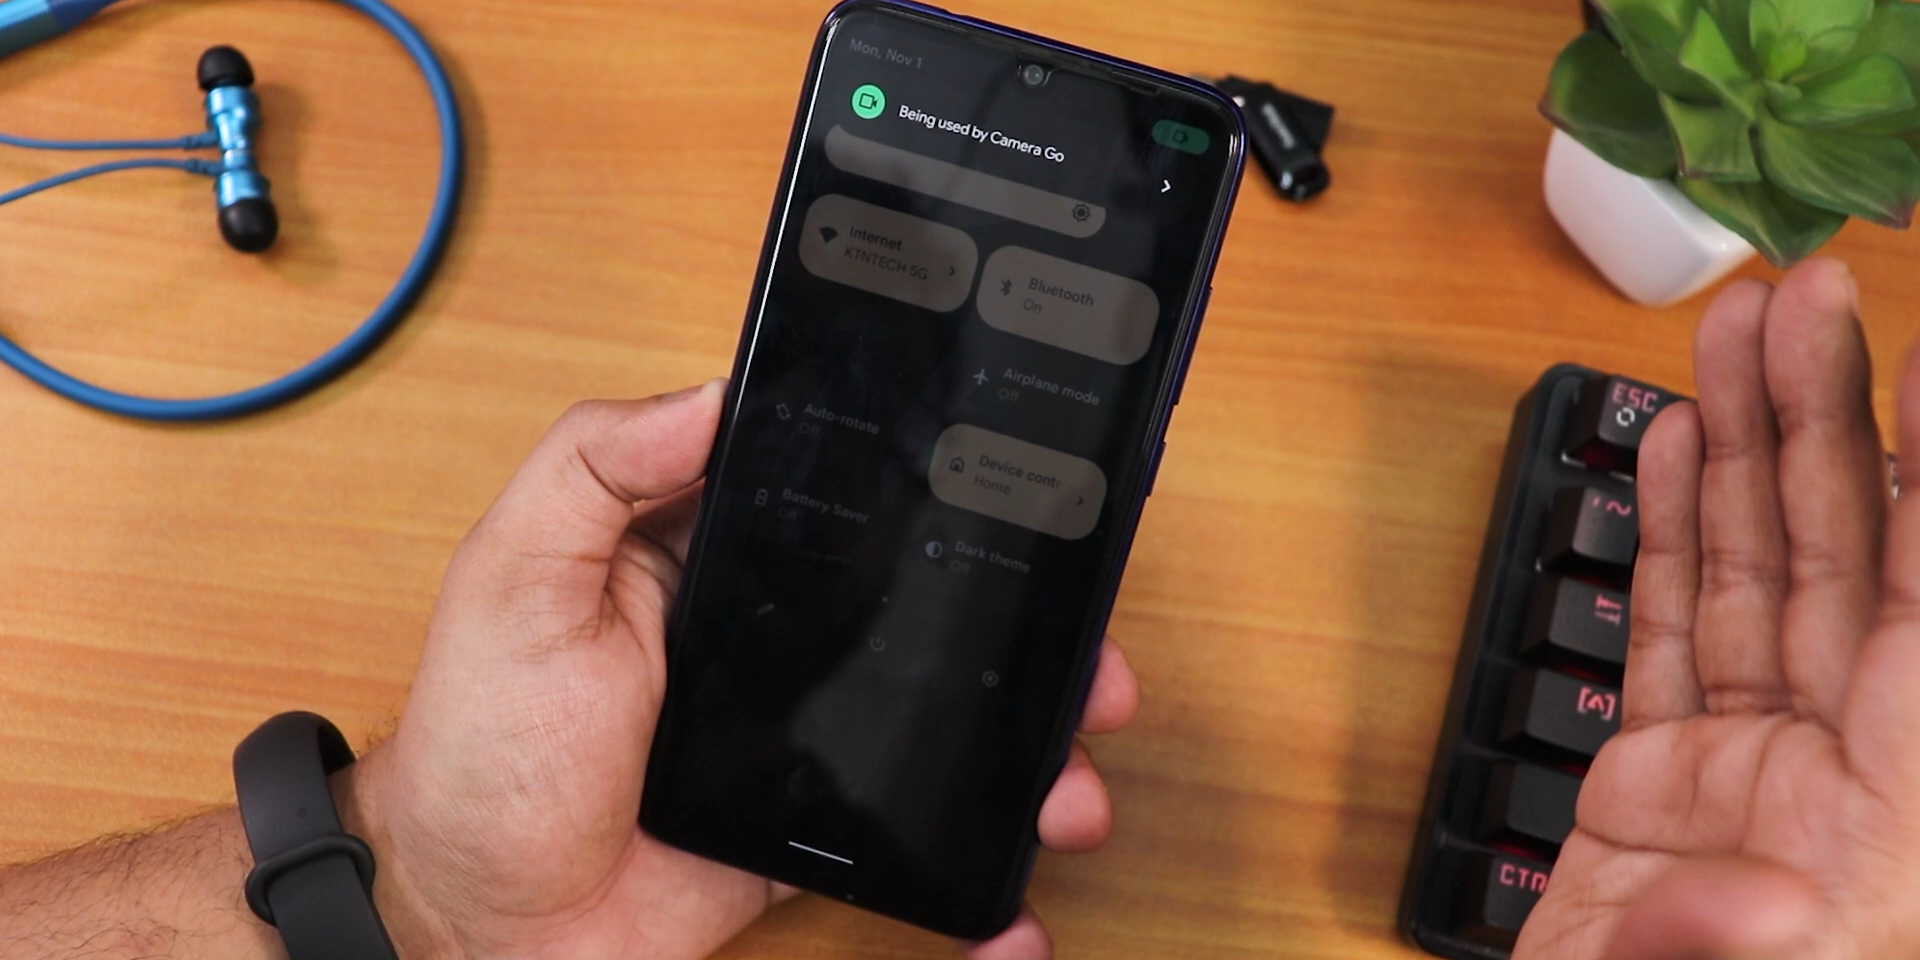 Mon, Nov 1
Being used by Camera Go
Internet
KTNTECH 5G
Bluetooth
On
Airplane mode
Off
Auto-rotate
Off
Device cont
Home
Battery Saver
Off
Dark theme
Off
ESC
CTR